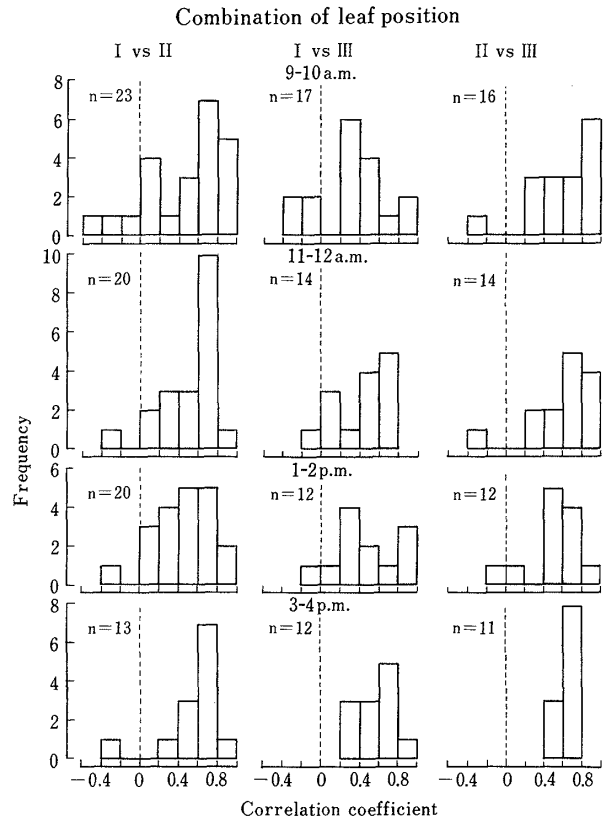 Combination of leaf position
I vs II I vs III II vs III
9-10 a.m.
8
6
4
2
0
n=23 n=17 n=16
11-12 a.m.
10
8
6
4
2
0
n=20 n=14 n=14
1-2 p.m.
6
4
2
0
n=20 n=12 n=12
3-4 p.m.
8
6
4
2
0
n=13 n=12 n=11
Frequency
−0.4 0 0.4 0.8 −0.4 0 0.4 0.8 −0.4 0 0.4 0.8
Correlation coefficient